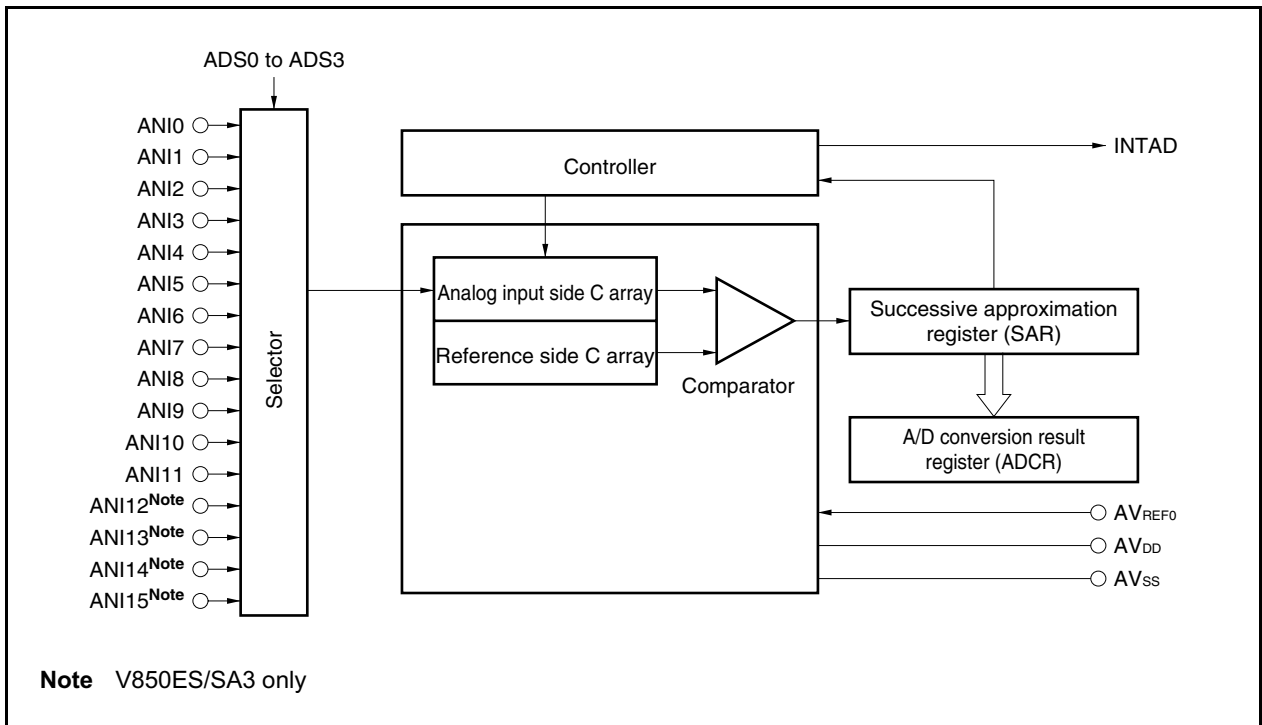 ADS0 to ADS3
ANI0
ANI1
ANI2
ANI3
ANI4
ANI5
ANI6
ANI7
ANI8
ANI9
ANI10
ANI11
ANI12Note
ANI13Note
ANI14Note
ANI15Note
Selector
Controller
INTAD
Analog input side C array
Reference side C array
Comparator
Successive approximation
register (SAR)
A/D conversion result
register (ADCR)
AVREF0
AVDD
AVSS
Note V850ES/SA3 only